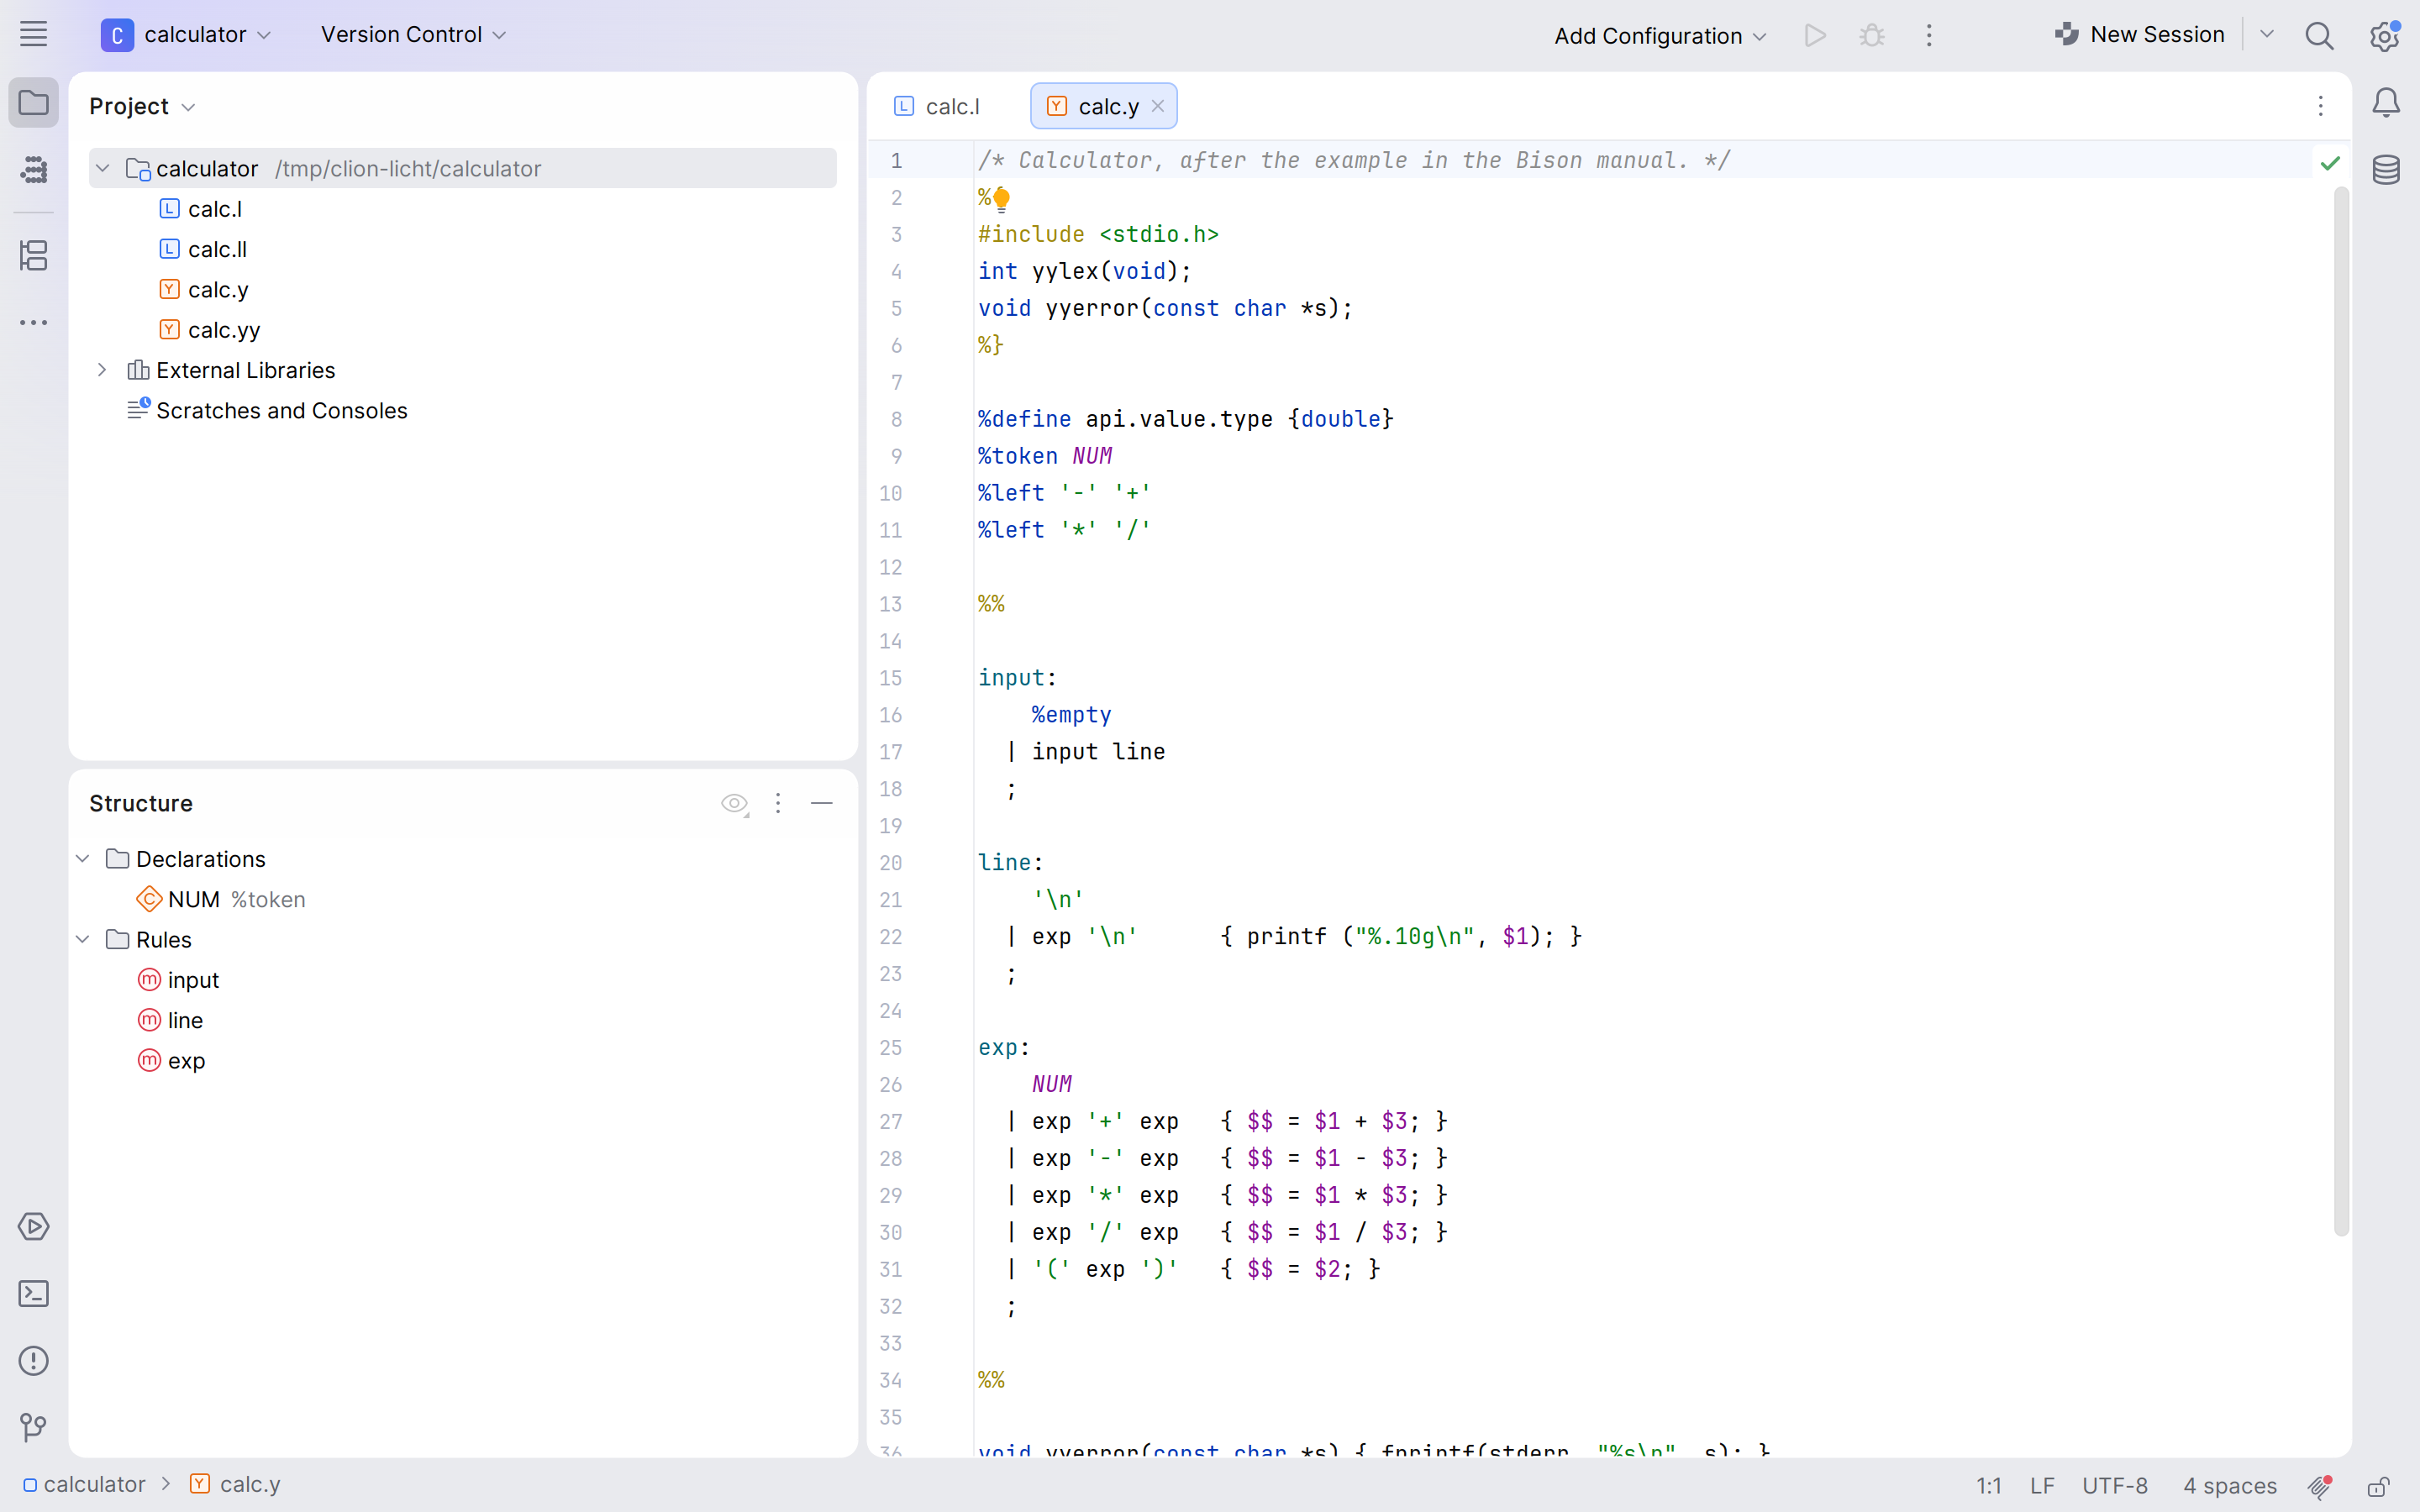 C calculator Version Control Add Configuration New Session
Project
calculator /tmp/clion-licht/calculator
L calc.l
L calc.ll
Y calc.y
Y calc.yy
External Libraries
Scratches and Consoles
Structure
Declarations
C NUM %token
Rules
m input
m line
m exp
L calc.l Y calc.y
1 /* Calculator, after the example in the Bison manual. */
2 %
3 #include <stdio.h>
4 int yylex(void);
5 void yyerror(const char *s);
6 %}
7
8 %define api.value.type {double}
9 %token NUM
10 %left '-' '+'
11 %left '*' '/'
12
13 %%
14
15 input:
16 %empty
17 | input line
18 ;
19
20 line:
21 '\n'
22 | exp '\n' { printf ("%.10g\n", $1); }
23 ;
24
25 exp:
26 NUM
27 | exp '+' exp { $$ = $1 + $3; }
28 | exp '-' exp { $$ = $1 - $3; }
29 | exp '*' exp { $$ = $1 * $3; }
30 | exp '/' exp { $$ = $1 / $3; }
31 | '(' exp ')' { $$ = $2; }
32 ;
33
34 %%
35
36 void yyerror(const char *s) { fprintf(stderr, "%s\n", s); }
calculator Y calc.y 1:1 LF UTF-8 4 spaces